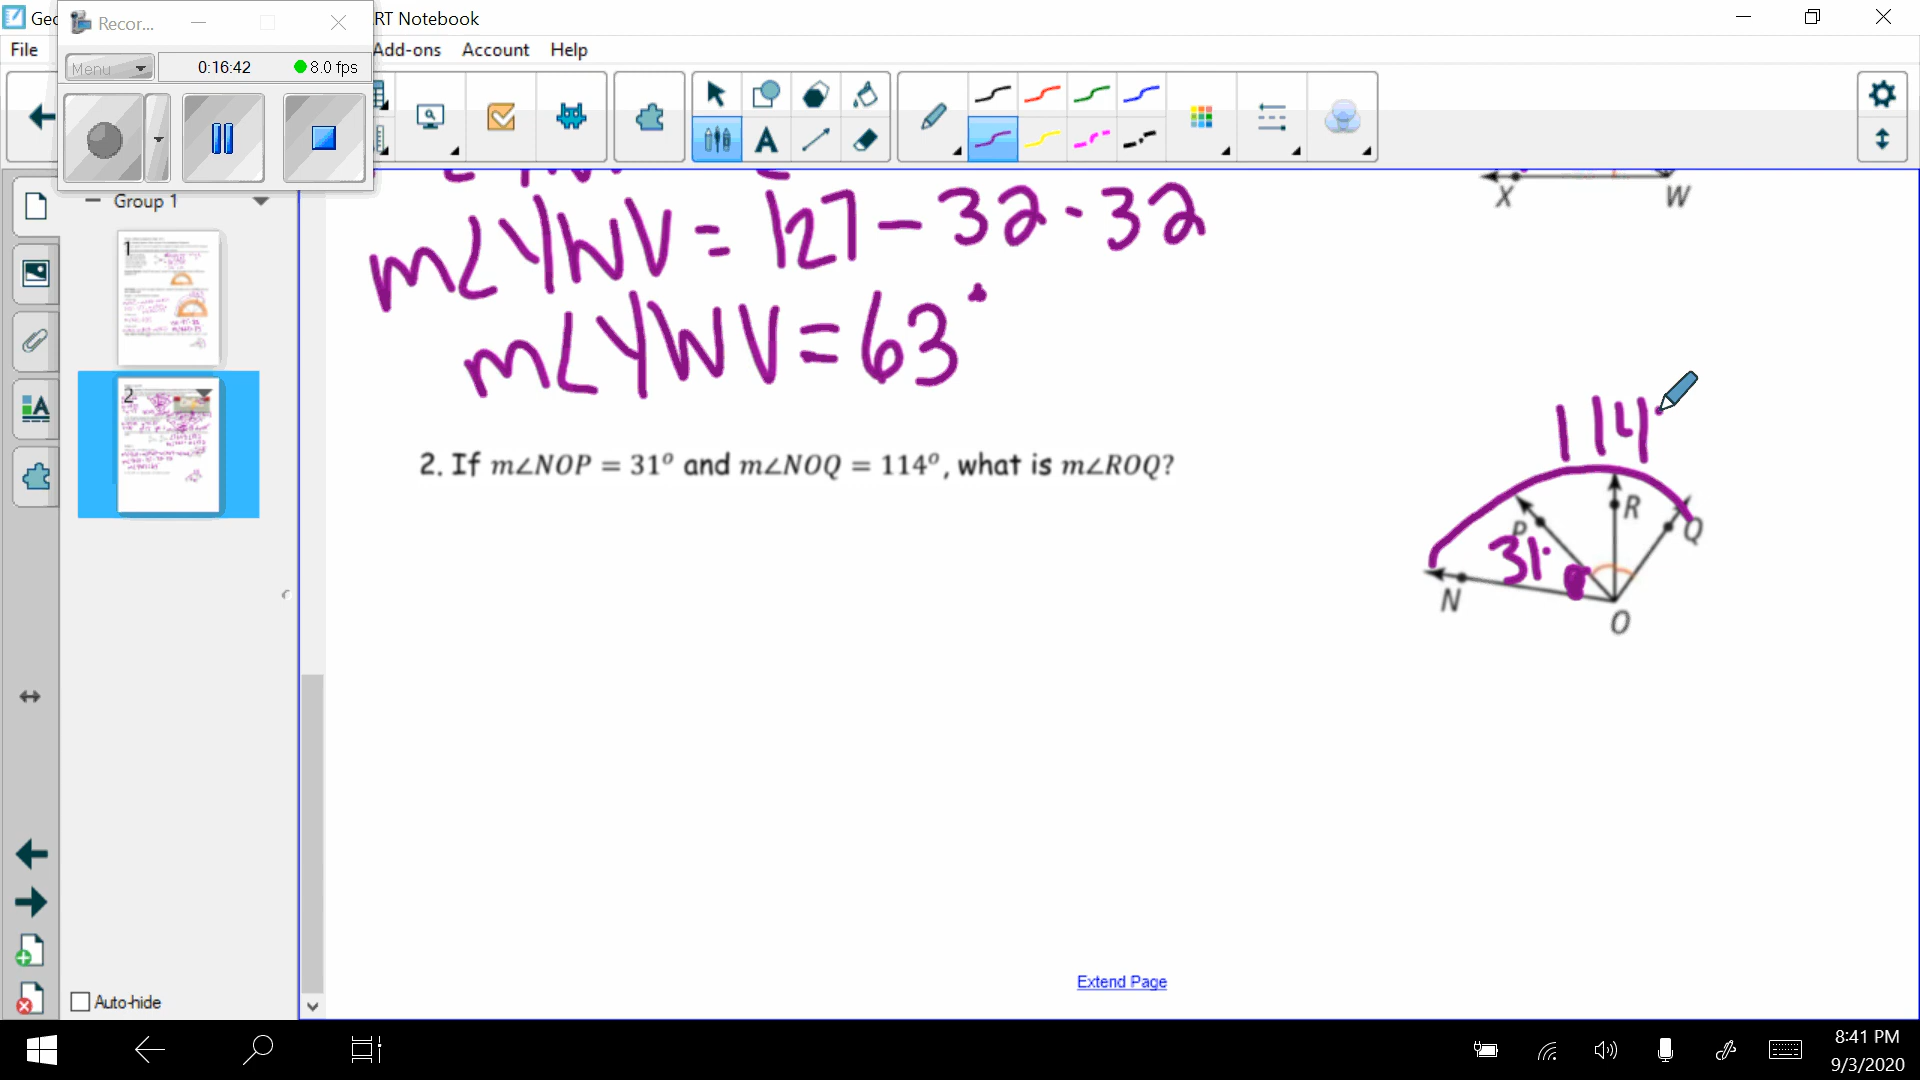 Geo
RT Notebook
Recor...
File
Add-ons
Account
Help
Menu
0:16:42
8.0 fps
Group 1
1
2
X
W
m∠YWV = 127 - 32 - 32
m∠YWV = 63°
2. If m∠NOP = 31° and m∠NOQ = 114°, what is m∠ROQ?
114°
P
R
Q
31°
N
O
Extend Page
Auto-hide
8:41 PM
9/3/2020